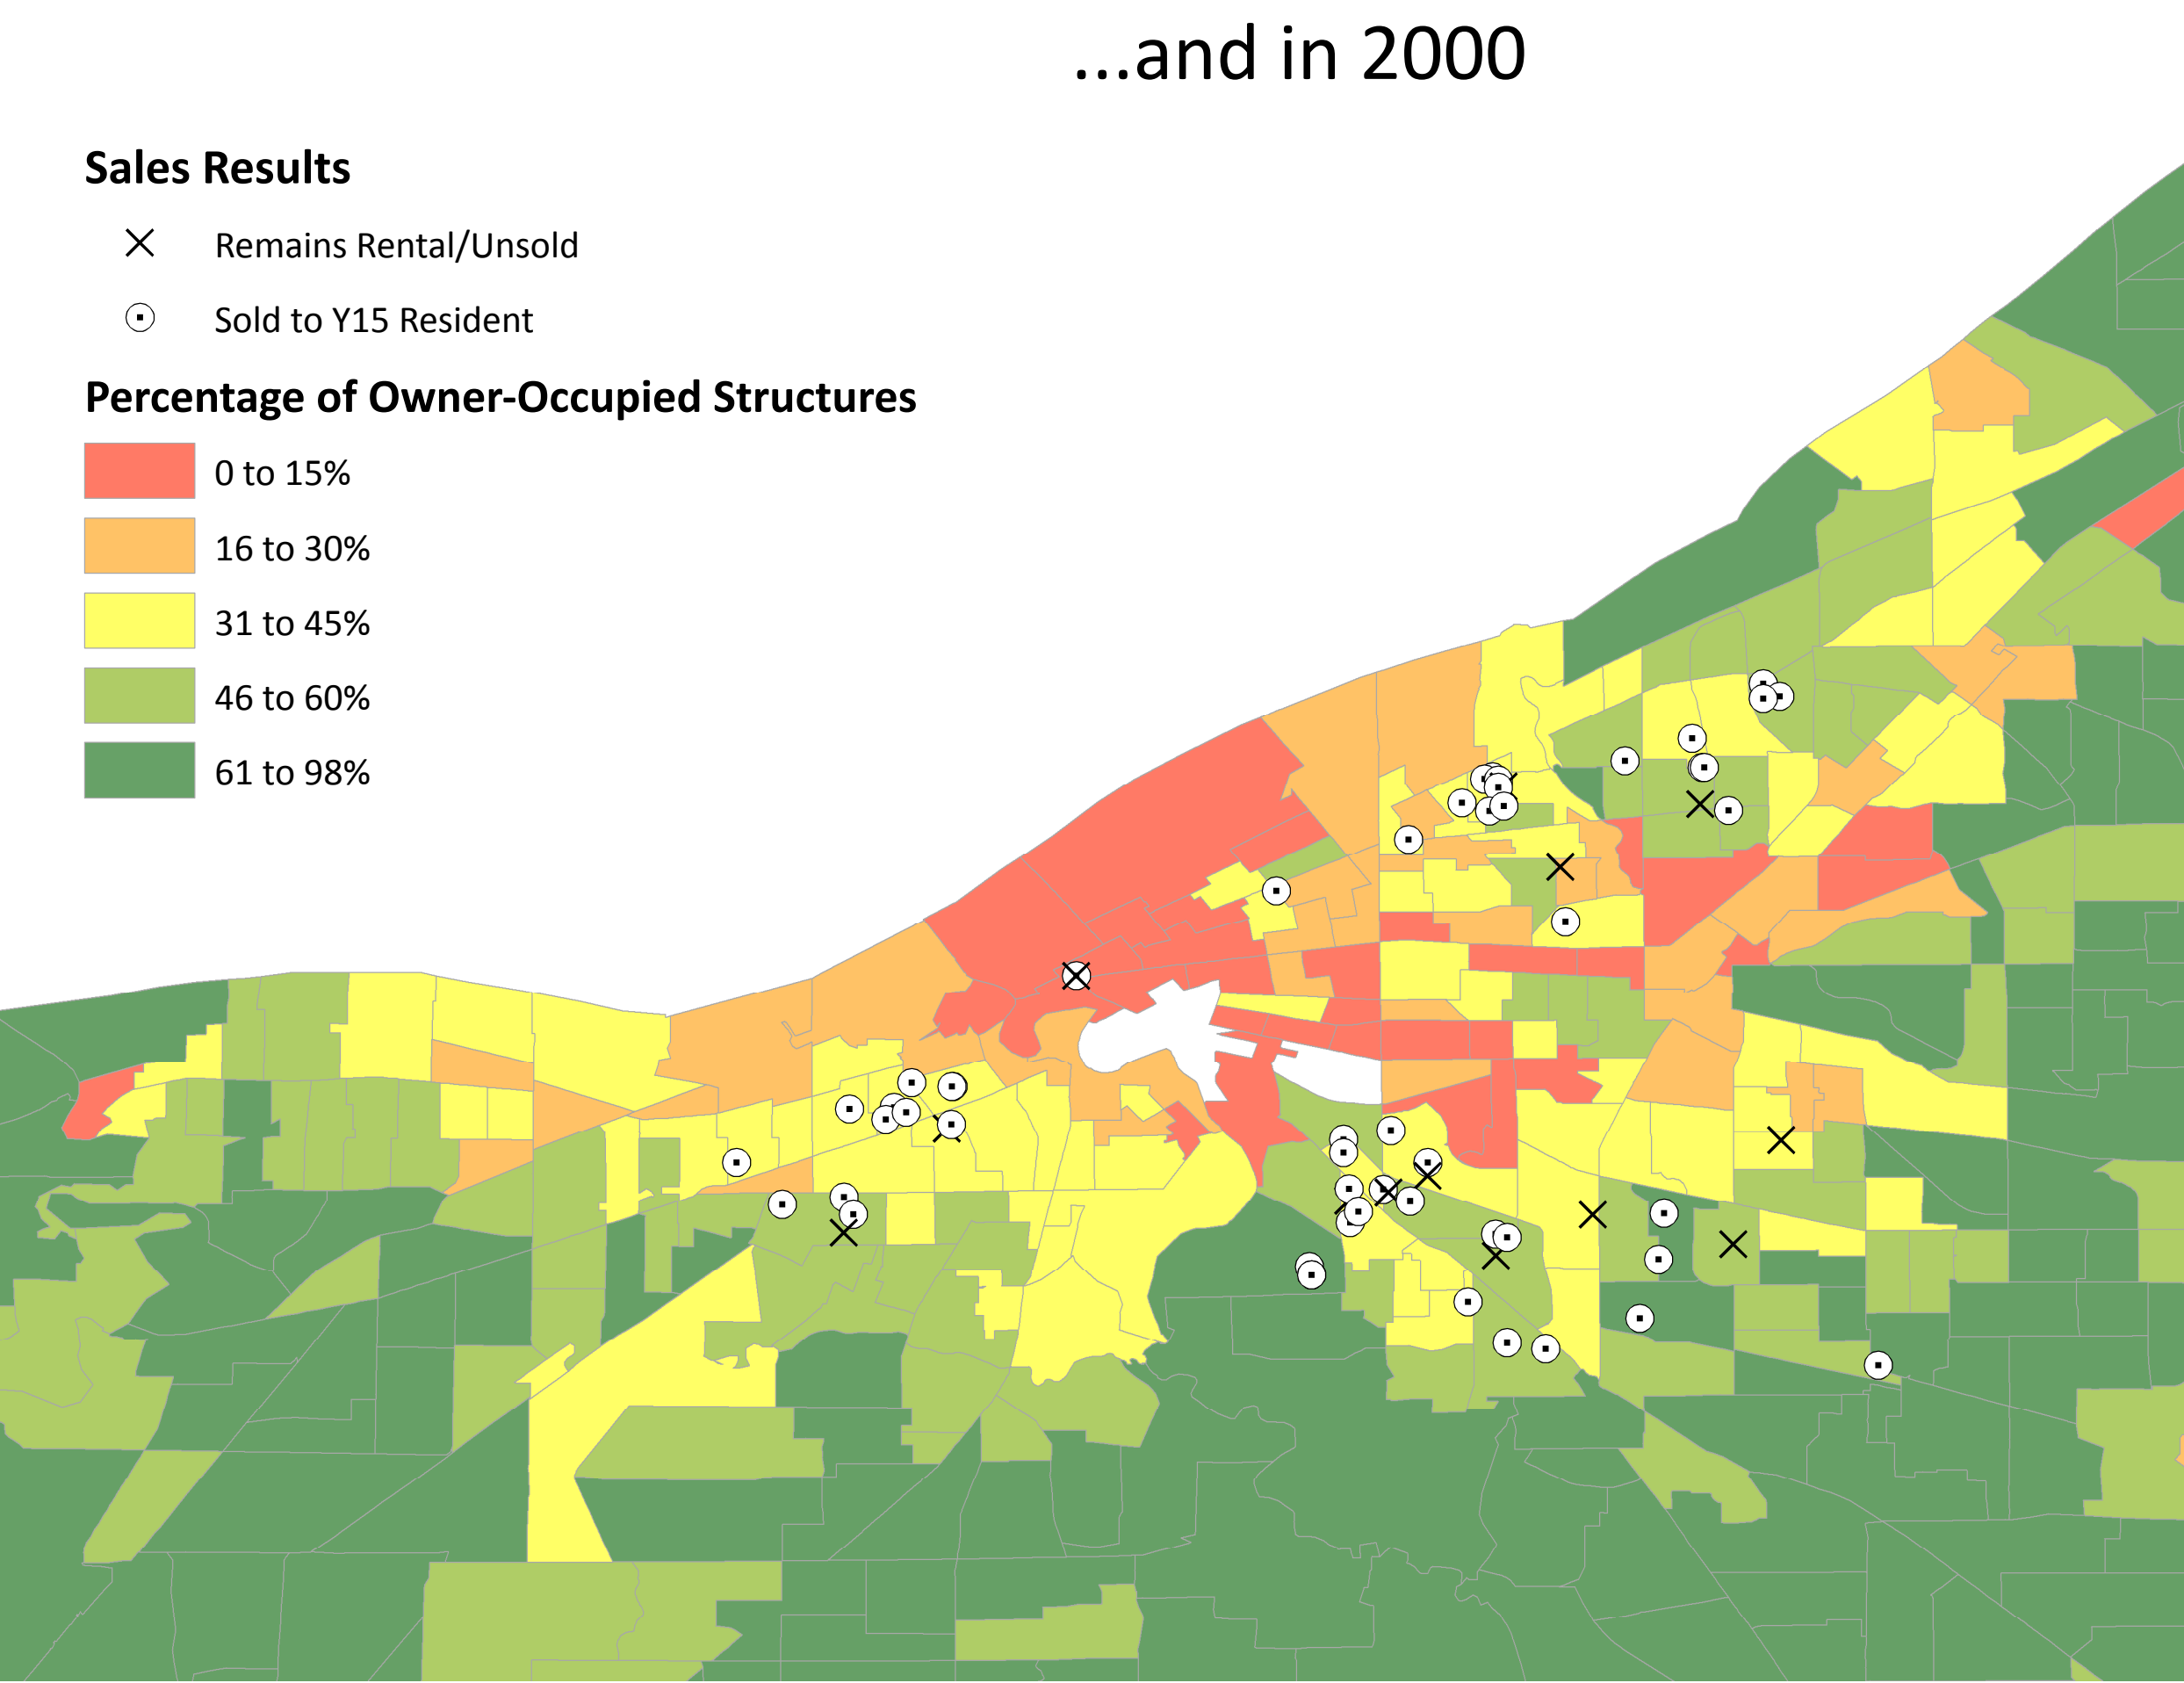 ...and in 2000
Sales Results
Remains Rental/Unsold
Sold to Y15 Resident
Percentage of Owner-Occupied Structures
0 to 15%
16 to 30%
31 to 45%
46 to 60%
61 to 98%